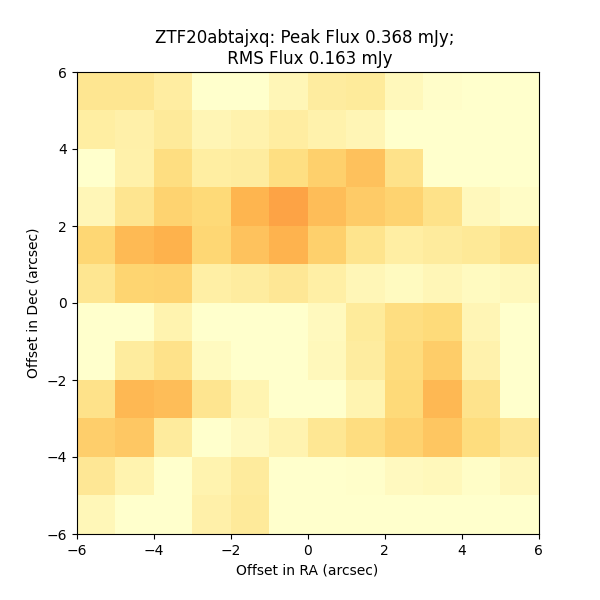 ZTF20abtajxq: Peak Flux 0.368 mJy;
RMS Flux 0.163 mJy
6
4
2
0
−2
−4
−6
Offset in Dec (arcsec)
−6 −4 −2 0 2 4 6
Offset in RA (arcsec)